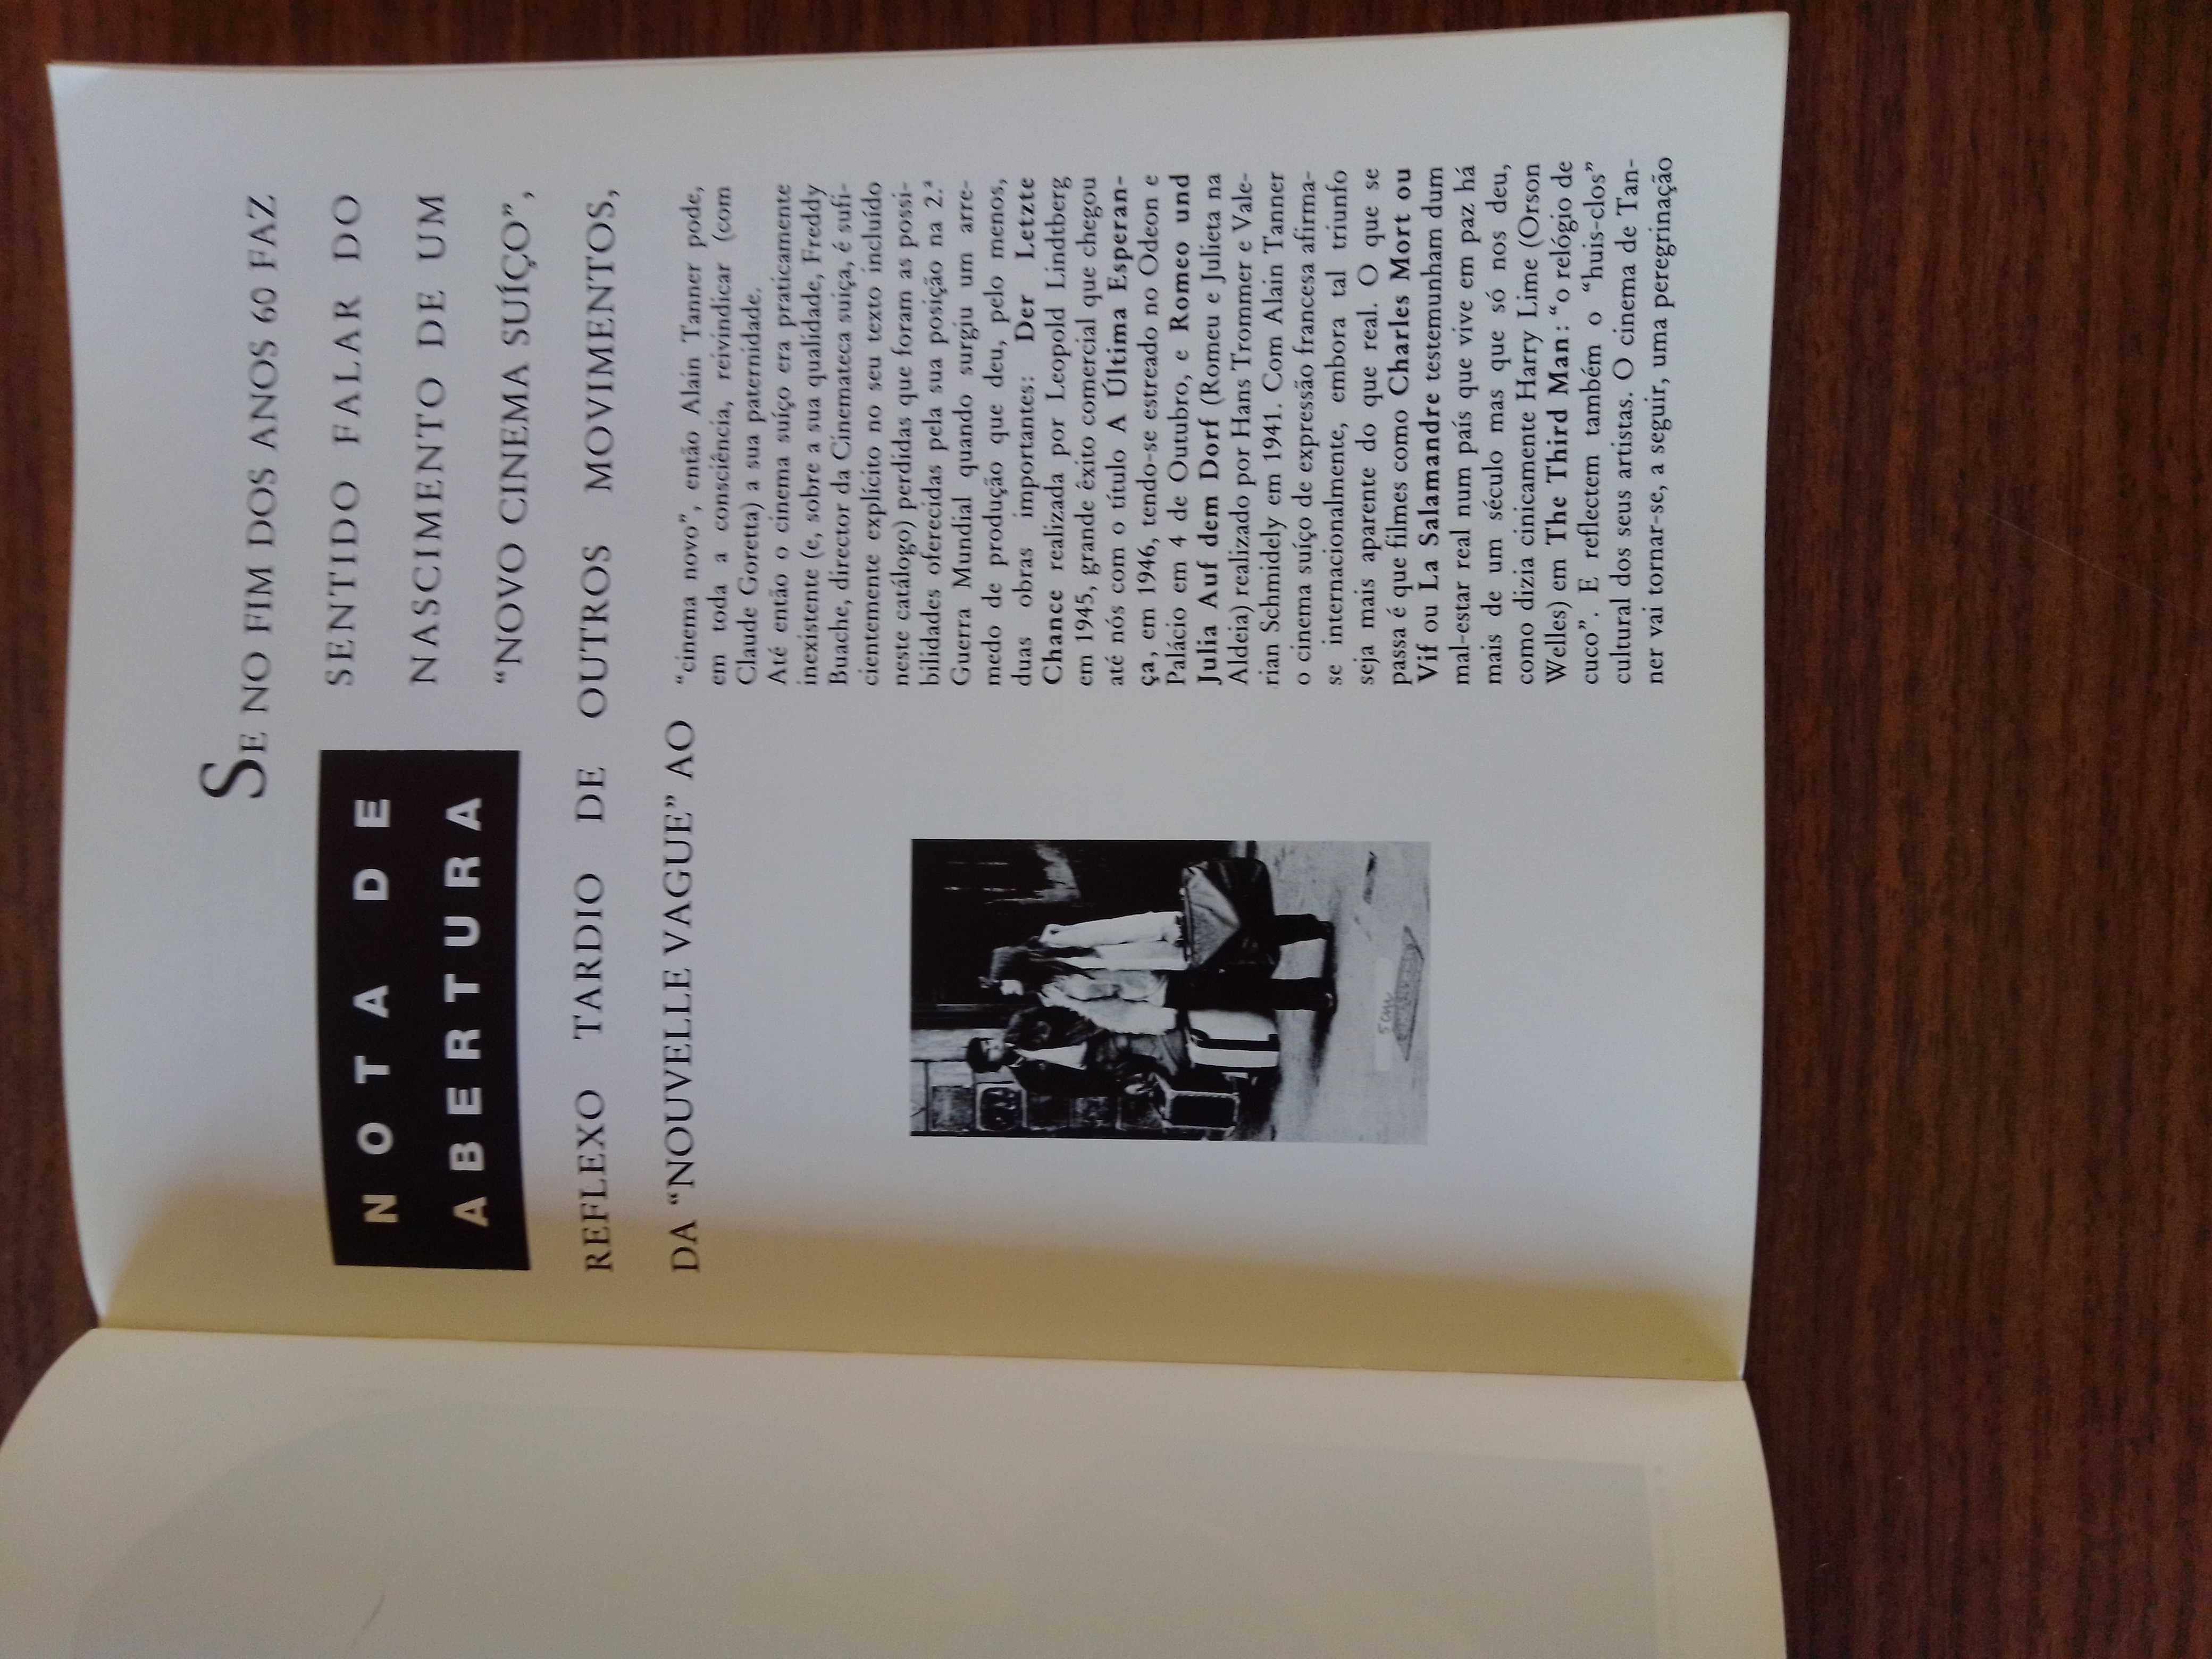 SE NO FIM DOS ANOS 60 FAZ
NOTA DE
ABERTURA
SENTIDO FALAR DO
NASCIMENTO DE UM
“NOVO CINEMA SUÍÇO”,
REFLEXO TARDIO DE OUTROS MOVIMENTOS,
DA “NOUVELLE VAGUE” AO
“cinema novo”, então Alain Tanner pode,
em toda a consciência, reivindicar (com
Claude Goretta) a sua paternidade.
Até então o cinema suíço era praticamente
inexistente (e, sobre a sua qualidade, Freddy
Buache, director da Cinemateca suiça, é sufi-
cientemente explícito no seu texto incluído
neste catálogo) perdidas que foram as possi-
bilidades oferecidas pela sua posição na 2.ª
Guerra Mundial quando surgiu um arre-
medo de produção que deu, pelo menos,
duas obras importantes: Der Letzte
Chance realizada por Leopold Lindtberg
em 1945, grande êxito comercial que chegou
até nós com o título A Última Esperan-
ça, em 1946, tendo-se estreado no Odeon e
Palácio em 4 de Outubro, e Romeo und
Julia Auf dem Dorf (Romeu e Julieta na
Aldeia) realizado por Hans Trommer e Vale-
rian Schmidely em 1941. Com Alain Tanner
o cinema suíço de expressão francesa afirma-
se internacionalmente, embora tal triunfo
seja mais aparente do que real. O que se
passa é que filmes como Charles Mort ou
Vif ou La Salamandre testemunham dum
mal-estar real num país que vive em paz há
mais de um século mas que só nos deu,
como dizia cinicamente Harry Lime (Orson
Welles) em The Third Man: “o relógio de
cuco”. E reflectem também o “huis-clos”
cultural dos seus artistas. O cinema de Tan-
ner vai tornar-se, a seguir, uma peregrinação